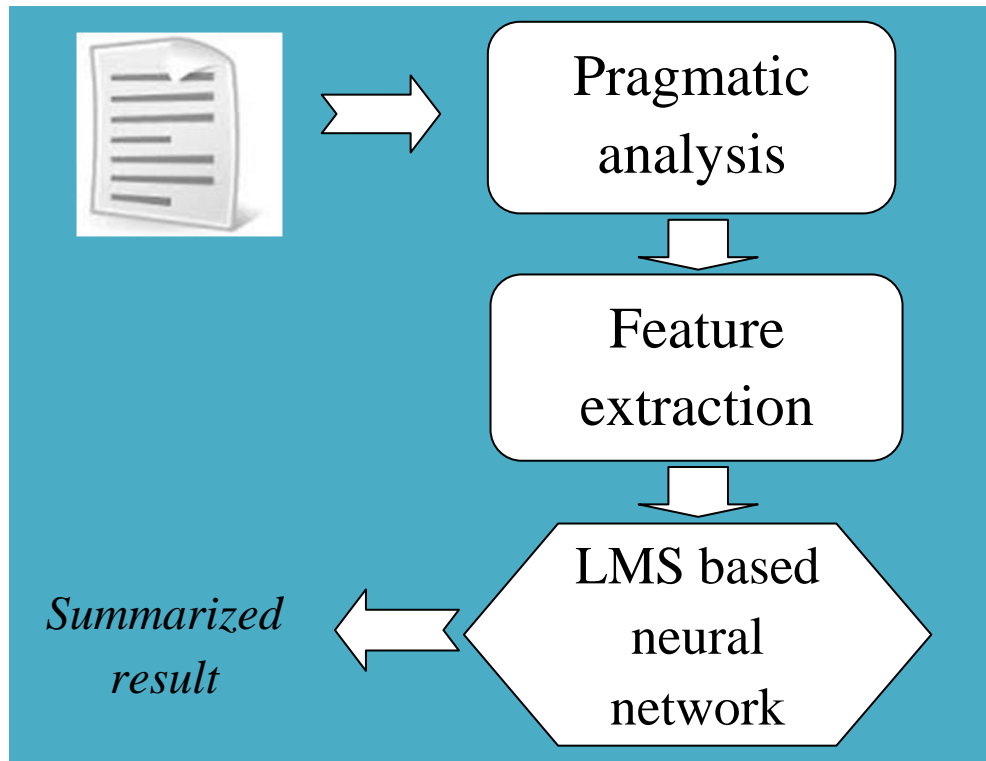 Pragmatic
analysis
Feature
extraction
LMS based
neural
network
Summarized
result